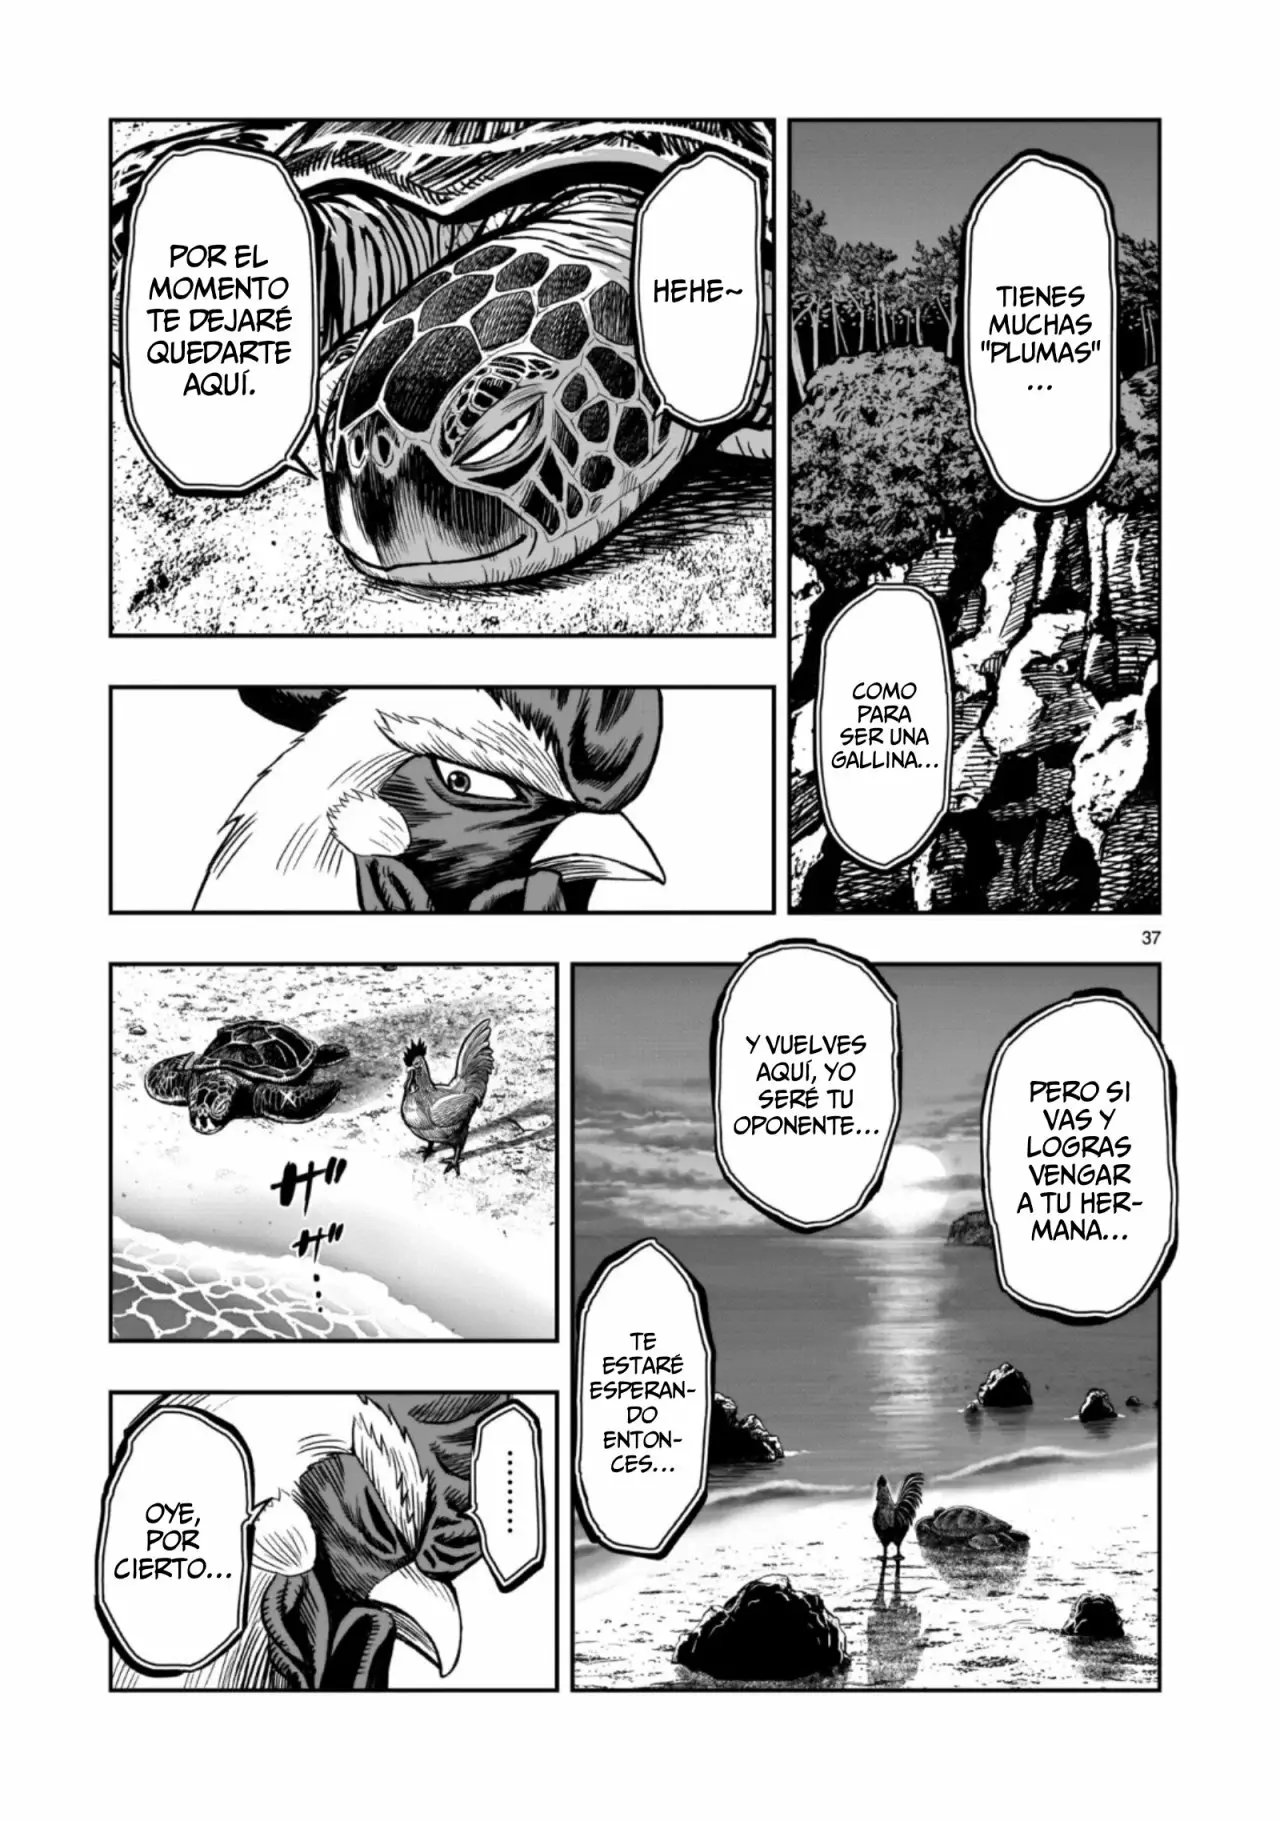 TIENES
MUCHAS
"PLUMAS"
...
COMO
PARA
SER UNA
GALLINA...
HEHE~
POR EL
MOMENTO
TE DEJARÉ
QUEDARTE
AQUÍ.
37
PERO SI
VAS Y
LOGRAS
VENGAR
A TU HER-
MANA...
Y VUELVES
AQUÍ, YO
SERÉ TU
OPONENTE...
TE
ESTARÉ
ESPERAN-
DO
ENTON-
CES...
ザザ
ザザ
⋮
.........
OYE,
POR
CIERTO...